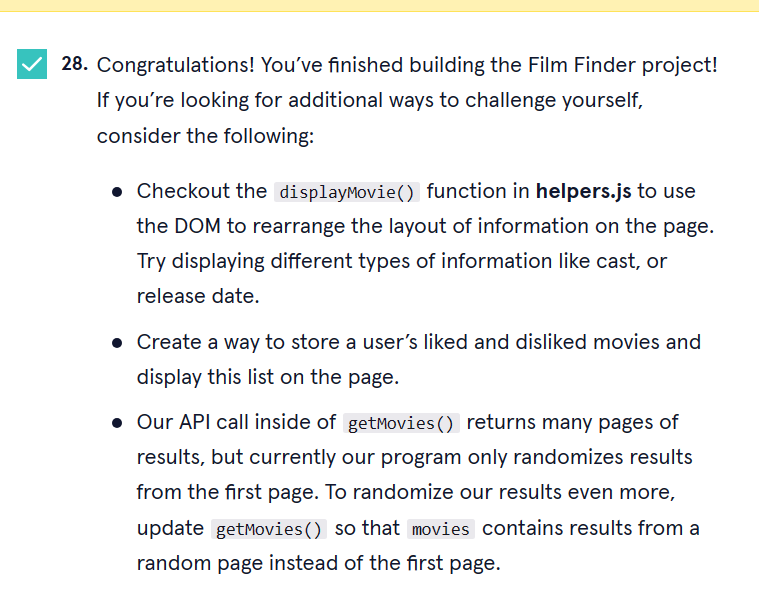 28. Congratulations! You’ve finished building the Film Finder project!
If you’re looking for additional ways to challenge yourself,
consider the following:
• Checkout the displayMovie() function in helpers.js to use
the DOM to rearrange the layout of information on the page.
Try displaying different types of information like cast, or
release date.
• Create a way to store a user’s liked and disliked movies and
display this list on the page.
• Our API call inside of getMovies() returns many pages of
results, but currently our program only randomizes results
from the first page. To randomize our results even more,
update getMovies() so that movies contains results from a
random page instead of the first page.